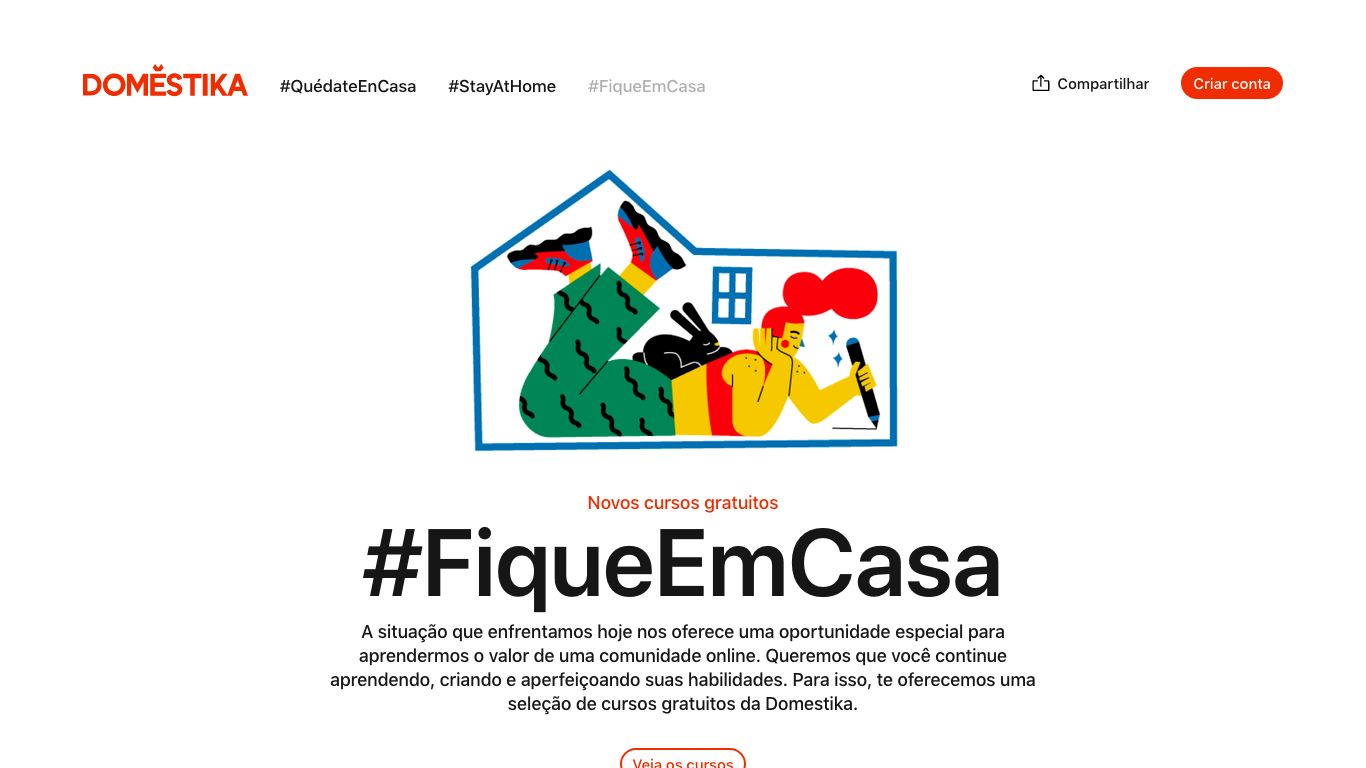 DOMĚSTIKA
#QuédateEnCasa
#StayAtHome
#FiqueEmCasa
Compartilhar
Criar conta
Novos cursos gratuitos
#FiqueEmCasa
A situação que enfrentamos hoje nos oferece uma oportunidade especial para
aprendermos o valor de uma comunidade online. Queremos que você continue
aprendendo, criando e aperfeiçoando suas habilidades. Para isso, te oferecemos uma
seleção de cursos gratuitos da Domestika.
Veja os cursos